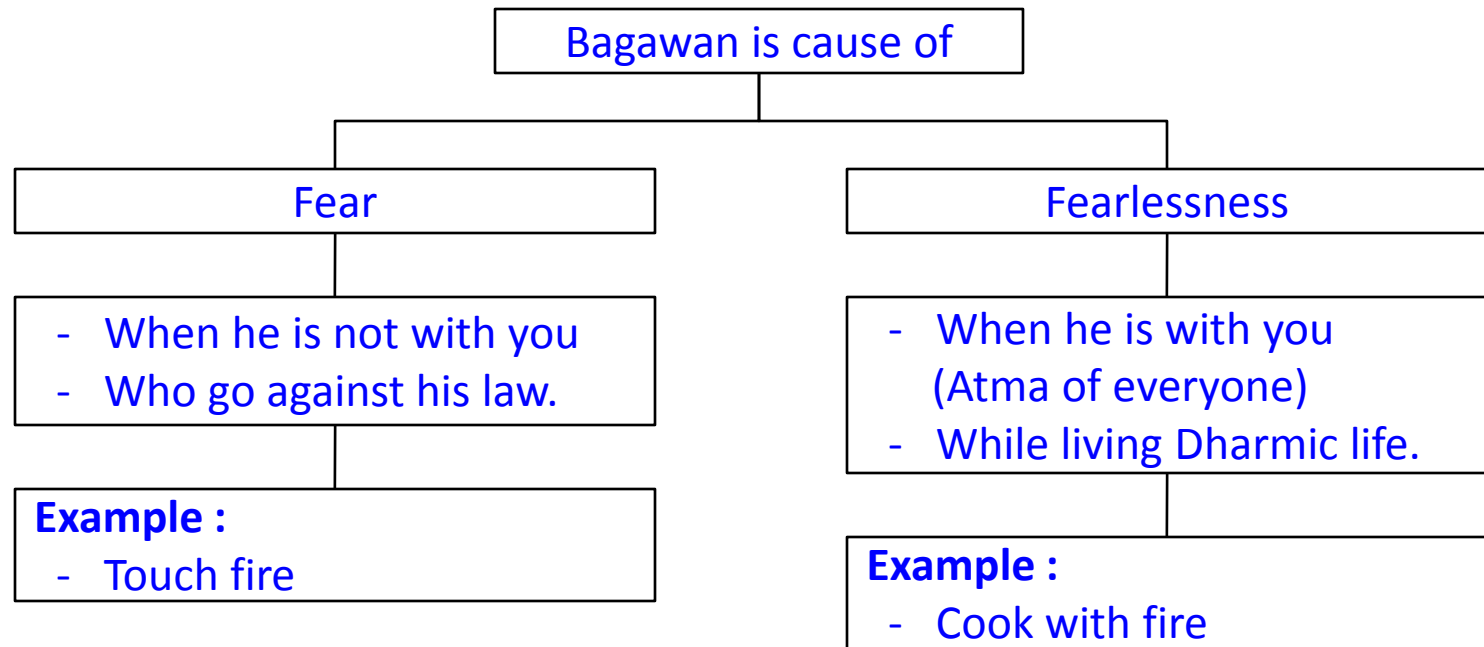 Bagawan is cause of
Fear
- When he is not with you
- Who go against his law.
Example :
- Touch fire
Fearlessness
- When he is with you
(Atma of everyone)
- While living Dharmic life.
Example :
- Cook with fire